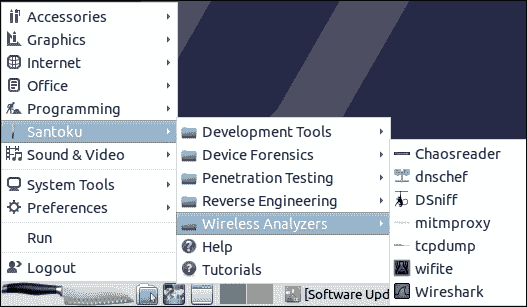 Accessories
Graphics
Internet
Office
Programming
Santoku
Sound & Video
System Tools
Preferences
Run
Logout
Development Tools
Device Forensics
Penetration Testing
Reverse Engineering
Wireless Analyzers
Help
Tutorials
Chaosreader
dnschef
DSniff
mitmproxy
tcpdump
wifite
Wireshark
[Software Upd